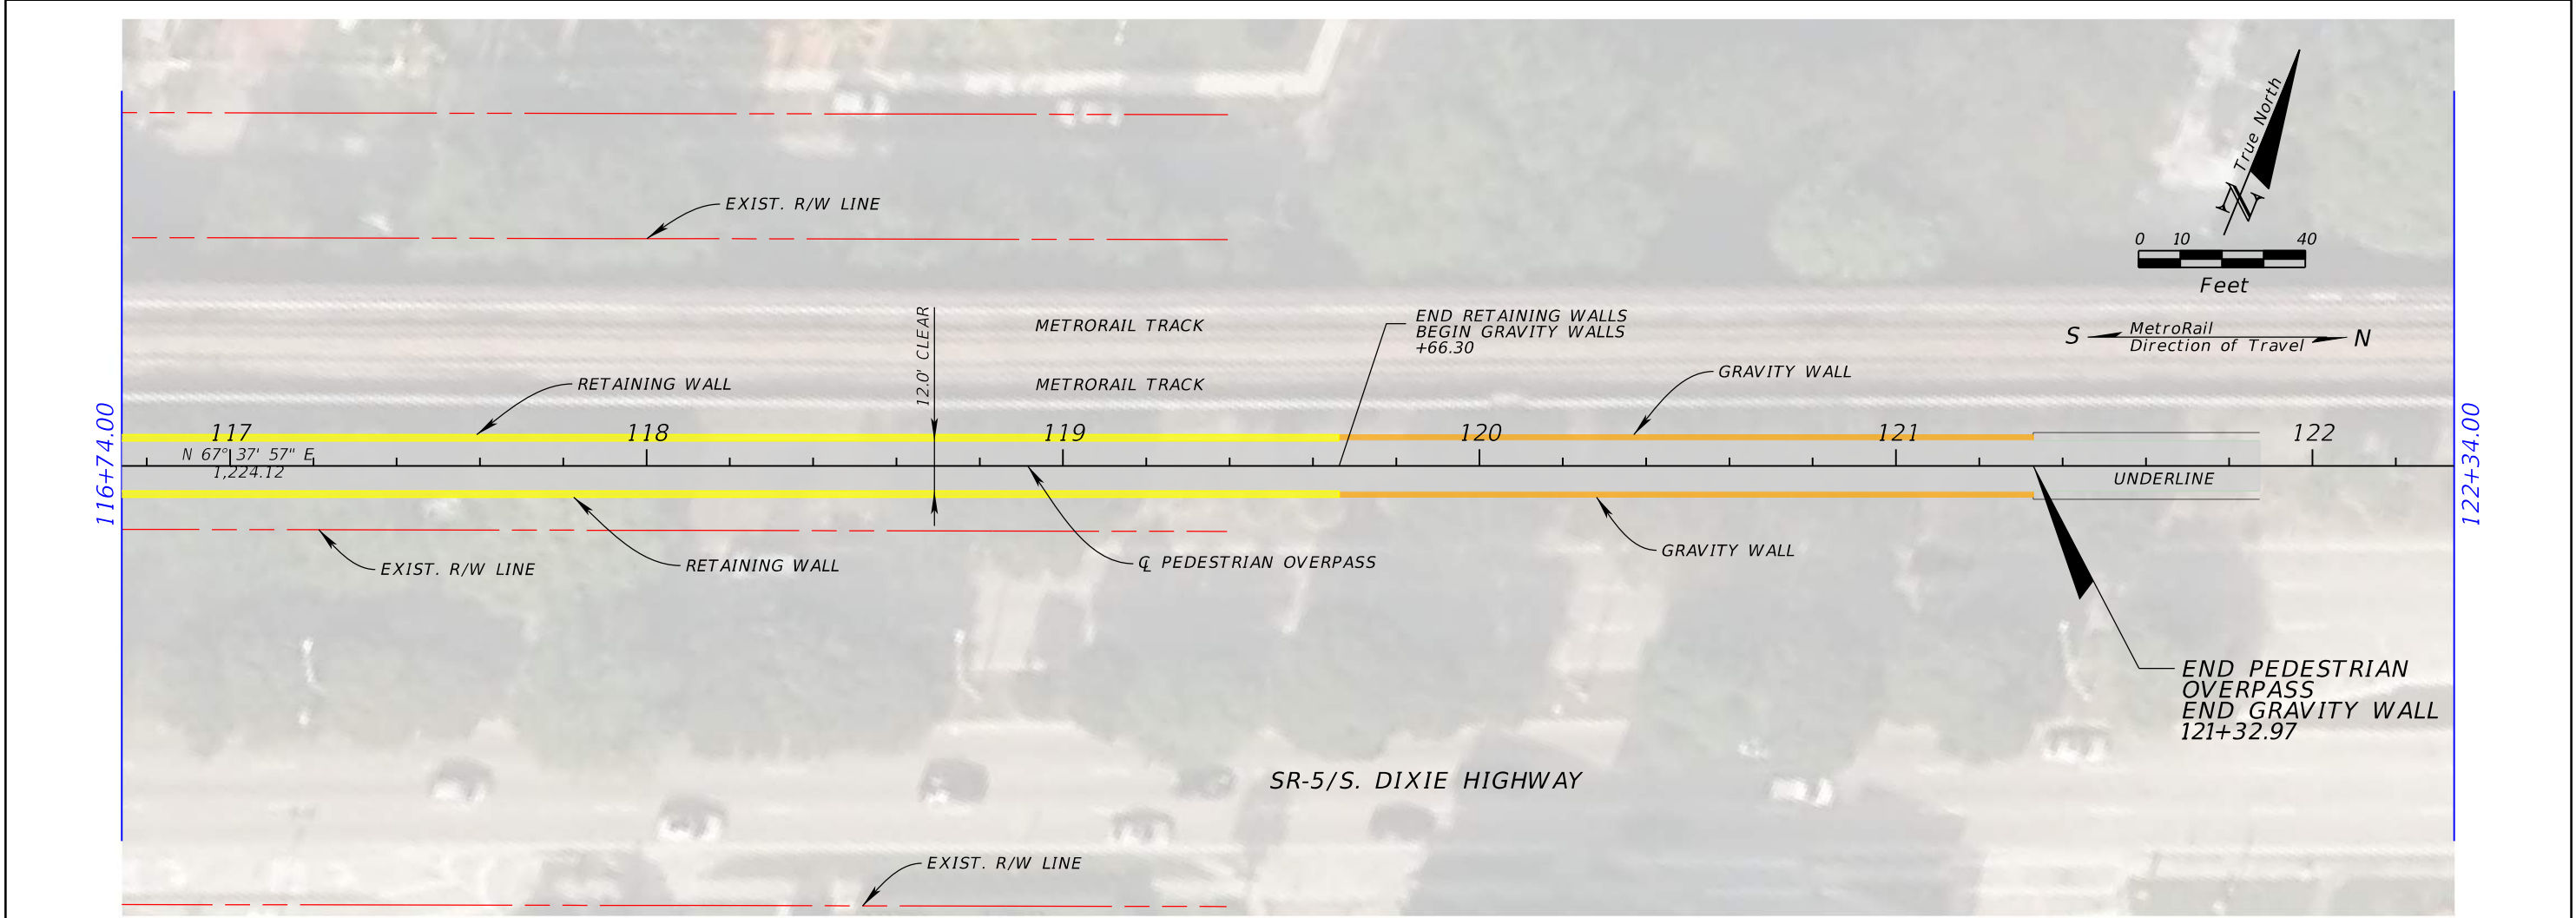 True North
N
EXIST. R/W LINE
0 10 40
Feet
12.0' CLEAR
METRORAIL TRACK
END RETAINING WALLS
BEGIN GRAVITY WALLS
+66.30
S MetroRail N
Direction of Travel
RETAINING WALL
METRORAIL TRACK
GRAVITY WALL
116+74.00
117 118 119 120 121 122
122+34.00
N 67° 37' 57" E
1,224.12
UNDERLINE
EXIST. R/W LINE
RETAINING WALL
℄ PEDESTRIAN OVERPASS
GRAVITY WALL
END PEDESTRIAN
OVERPASS
END GRAVITY WALL
121+32.97
SR-5/S. DIXIE HIGHWAY
EXIST. R/W LINE